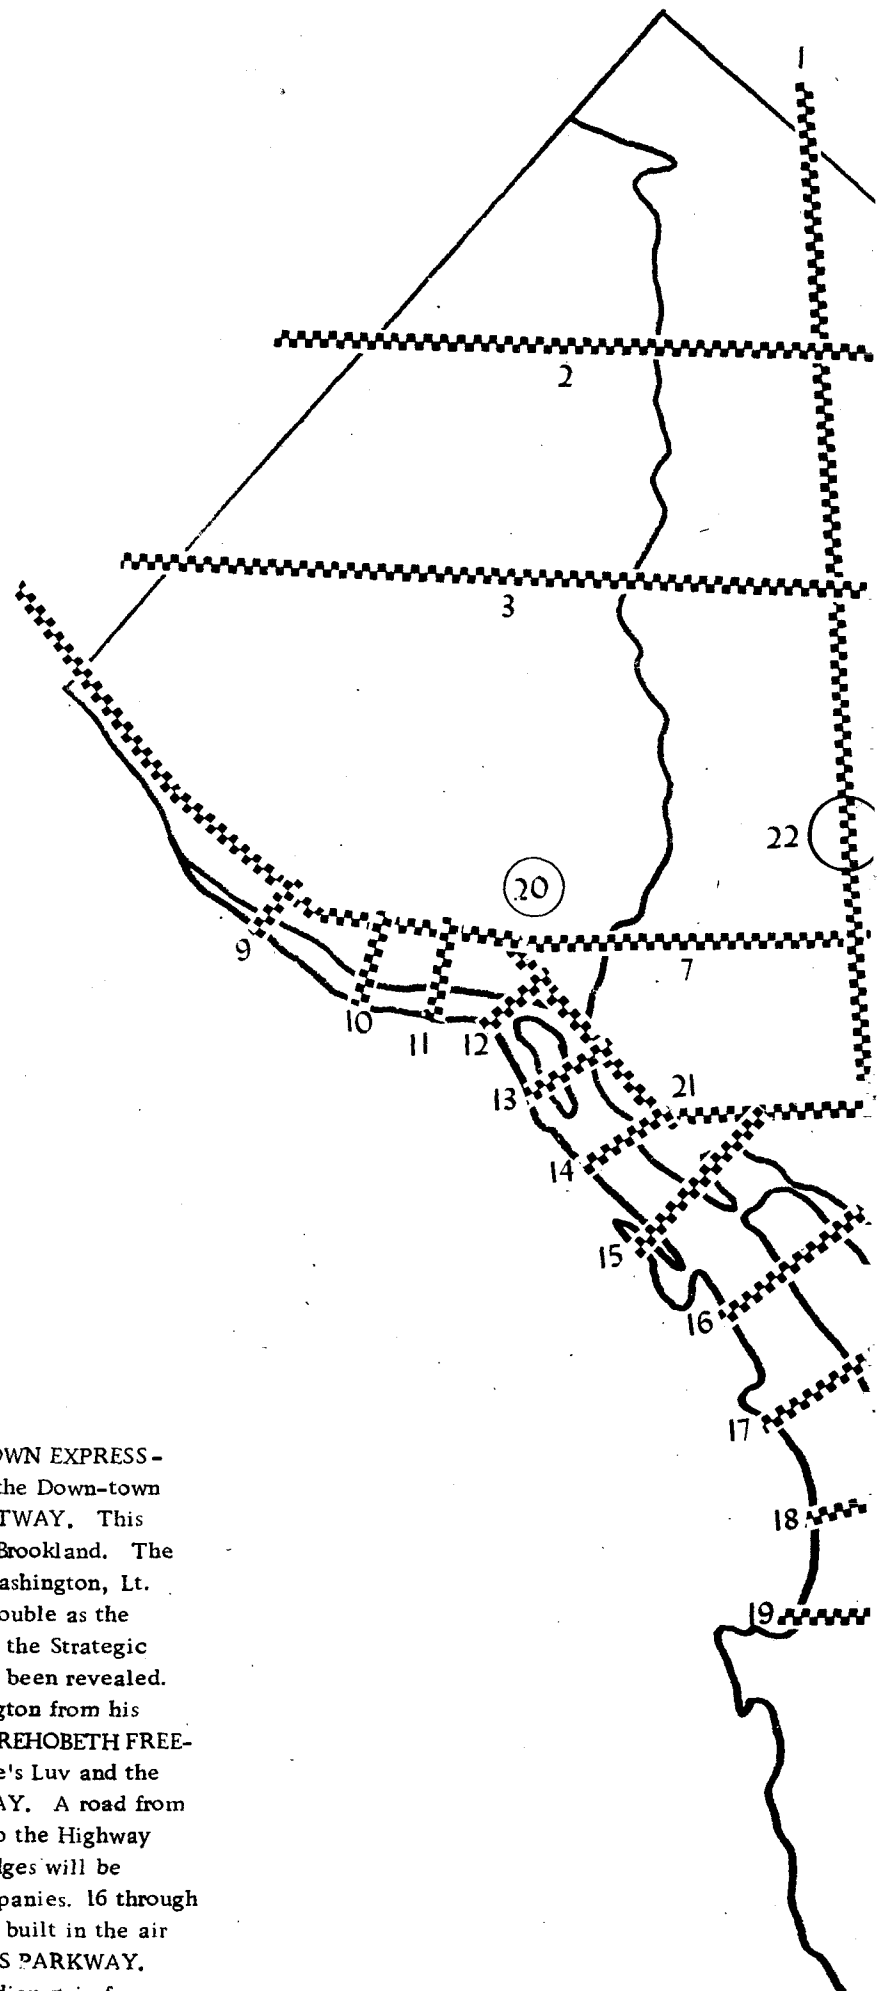 1
2
3
22
20
9
7
10
11
12
21
13
14
15
16
17
18
19
OWN EXPRESS-
the Down-town
TWAY. This
Brookland. The
ashington, Lt.
ouble as the
the Strategic
been revealed.
gton from his
REHOBETH FREE-
e's Luv and the
AY. A road from
o the Highway
dges will be
panies. 16 through
built in the air
S PARKWAY.